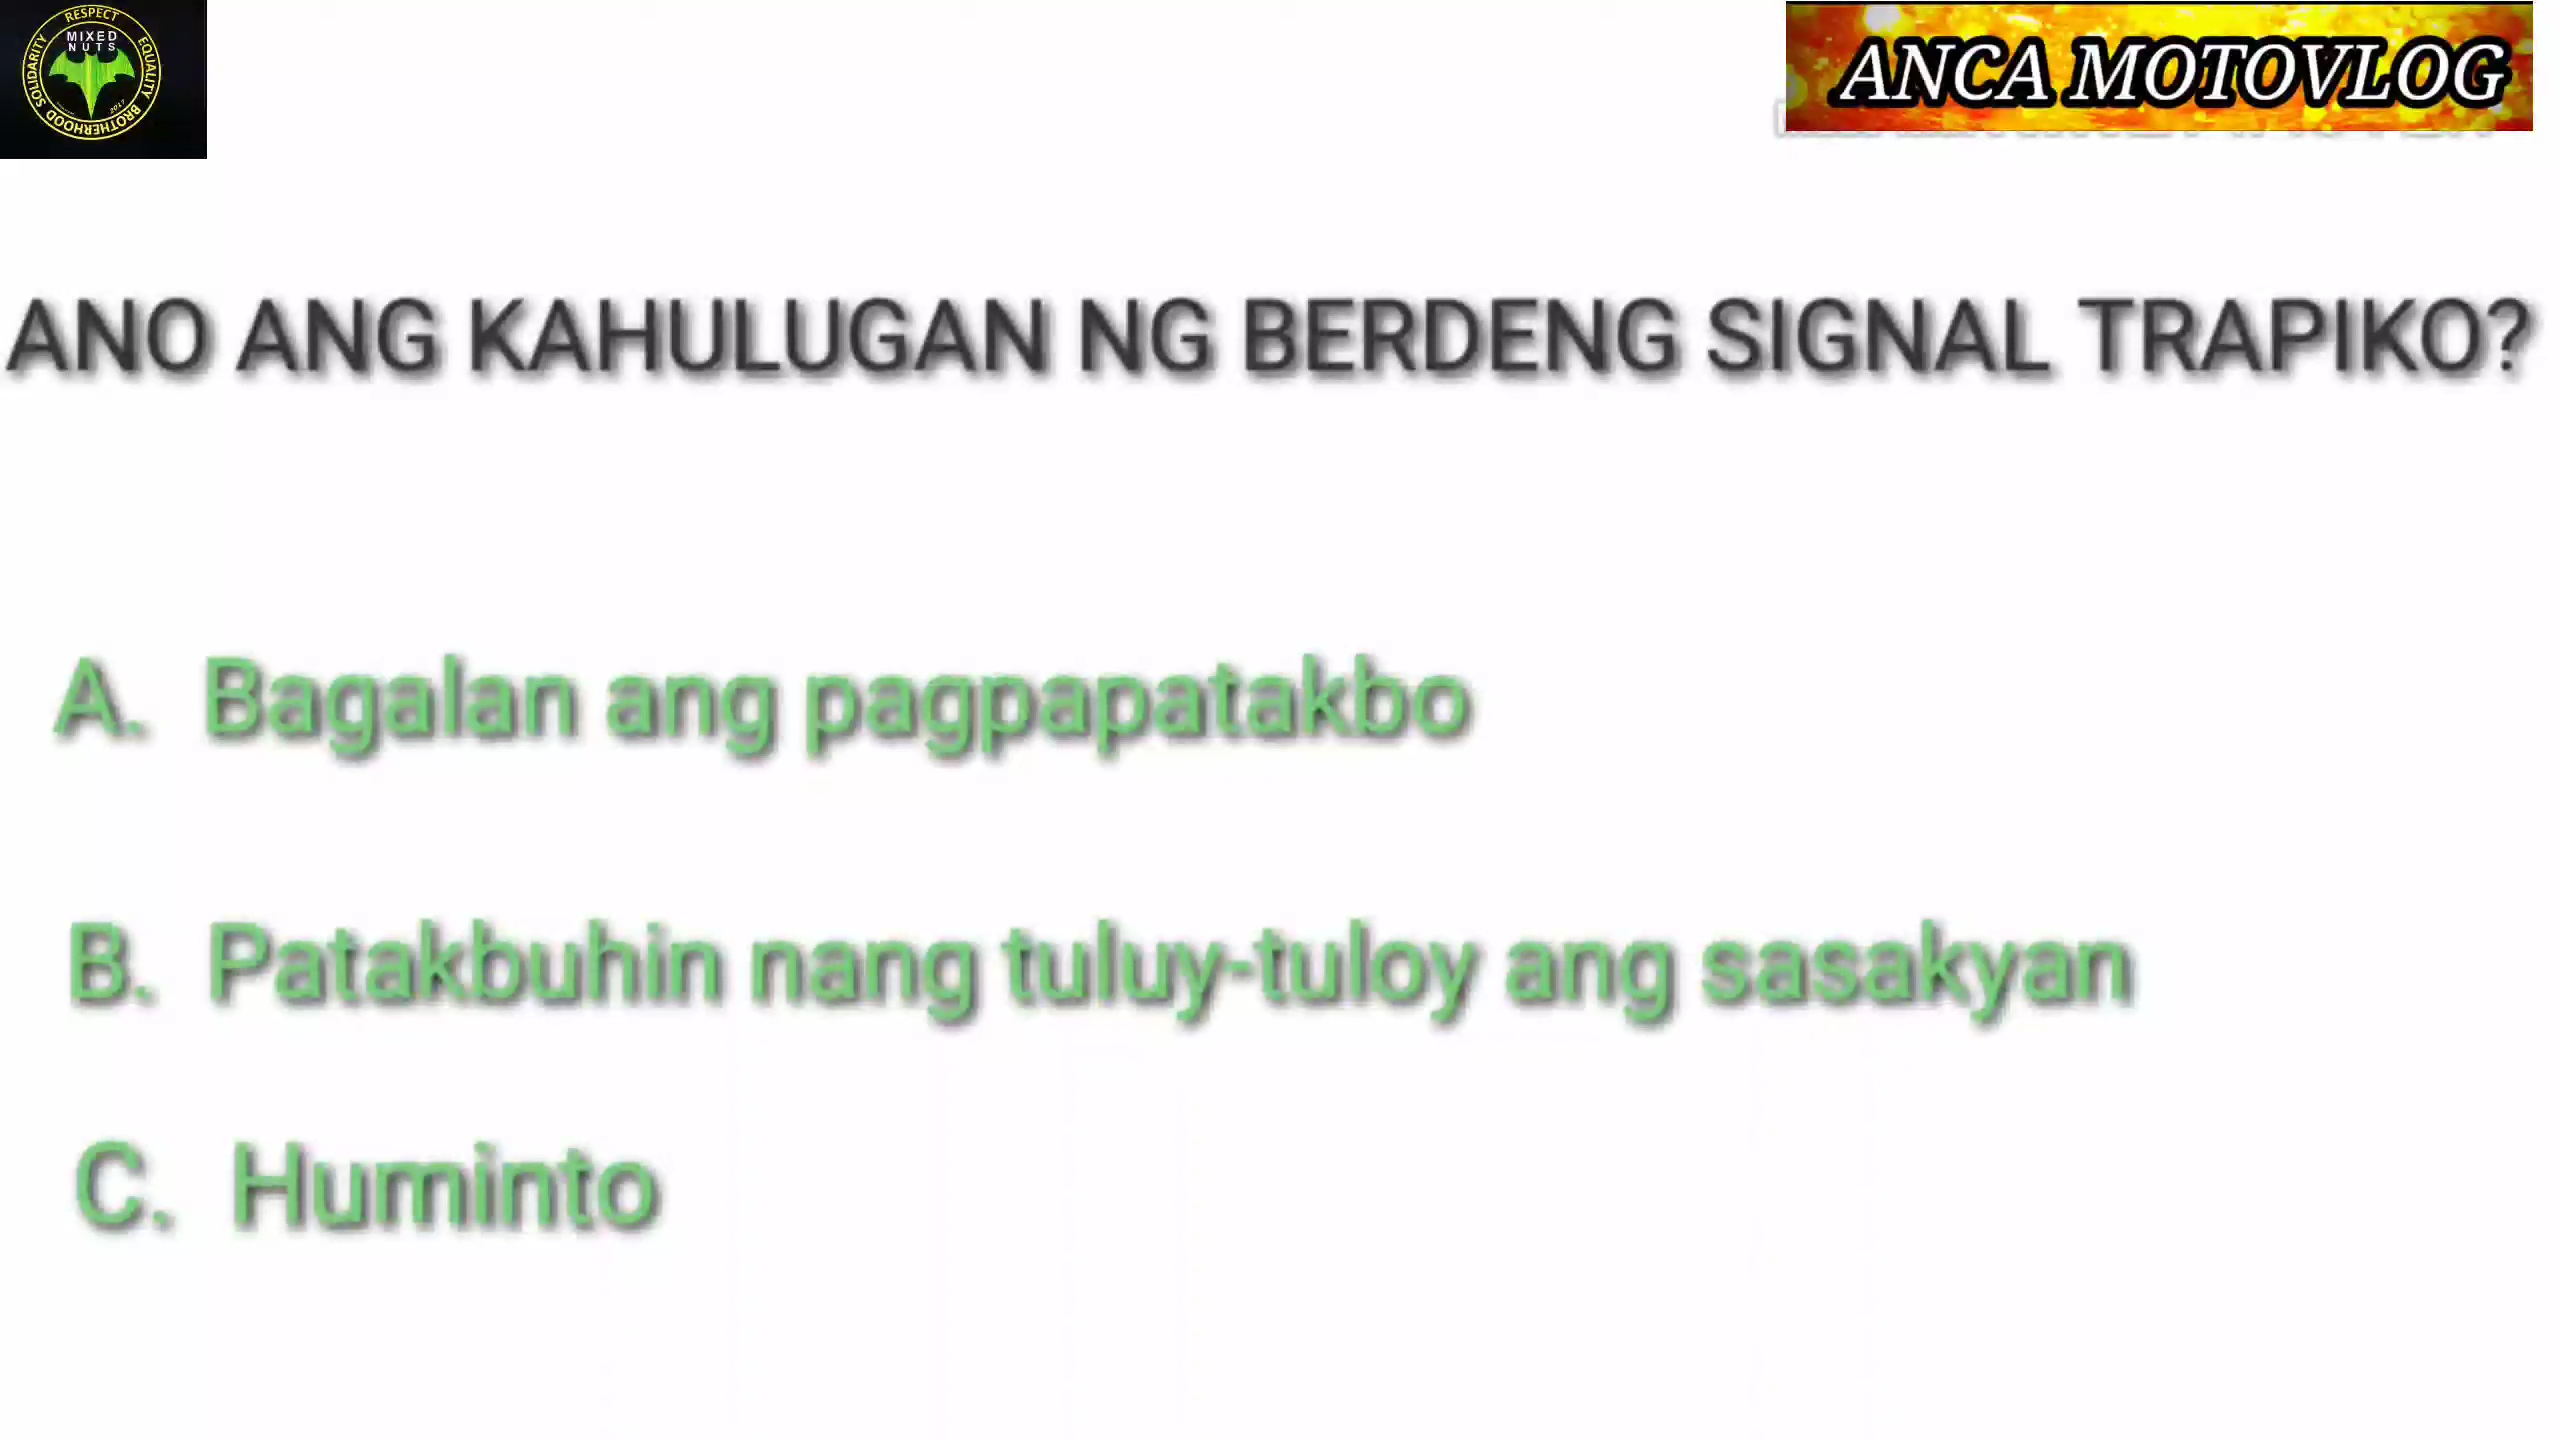 RESPECT
EQUALITY
BROTHERHOOD
SOLIDARITY
MIXED
NUTS
2017
ANCA MOTOVLOG
ANO ANG KAHULUGAN NG BERDENG SIGNAL TRAPIKO?
A. Bagalan ang pagpapatakbo
B. Patakbuhin nang tuluy-tuloy ang sasakyan
C. Huminto